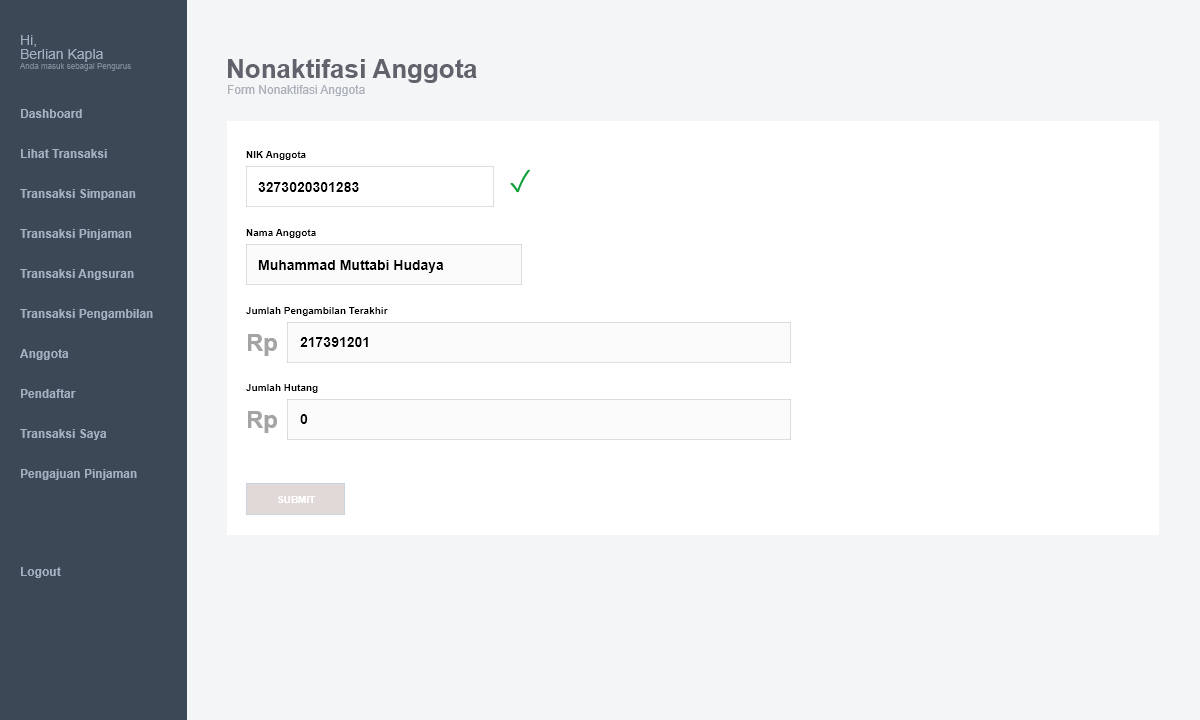 Hi,
Berlian Kapla
Anda masuk sebagai Pengurus
Dashboard
Lihat Transaksi
Transaksi Simpanan
Transaksi Pinjaman
Transaksi Angsuran
Transaksi Pengambilan
Anggota
Pendaftar
Transaksi Saya
Pengajuan Pinjaman
Logout
Nonaktifasi Anggota
Form Nonaktifasi Anggota
NIK Anggota
3273020301283
Nama Anggota
Muhammad Muttabi Hudaya
Jumlah Pengambilan Terakhir
Rp 217391201
Jumlah Hutang
Rp 0
SUBMIT